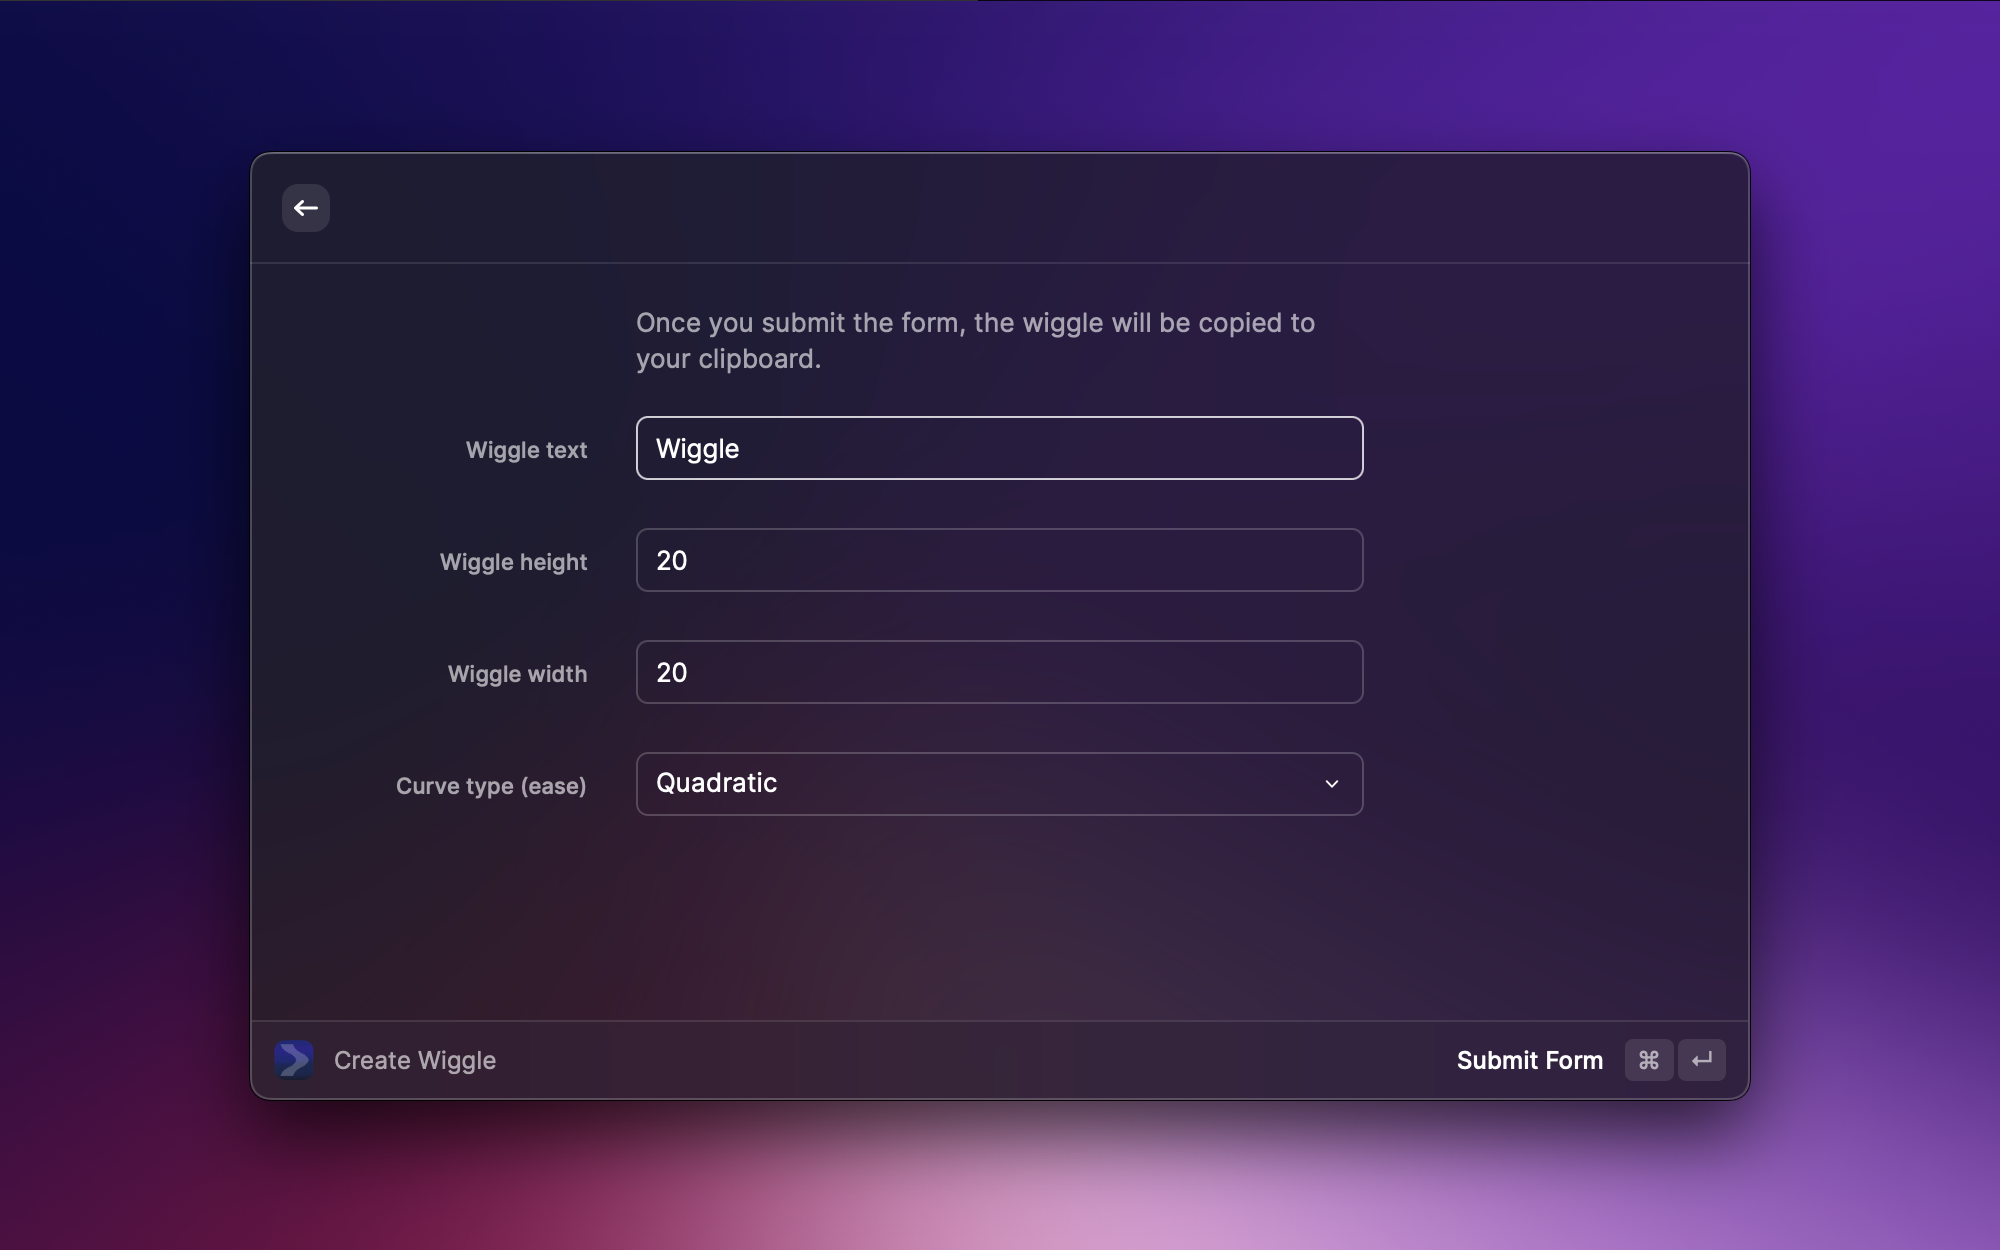 Once you submit the form, the wiggle will be copied to
your clipboard.
Wiggle text
Wiggle
Wiggle height
20
Wiggle width
20
Curve type (ease)
Quadratic
Create Wiggle
Submit Form ⌘ ↵